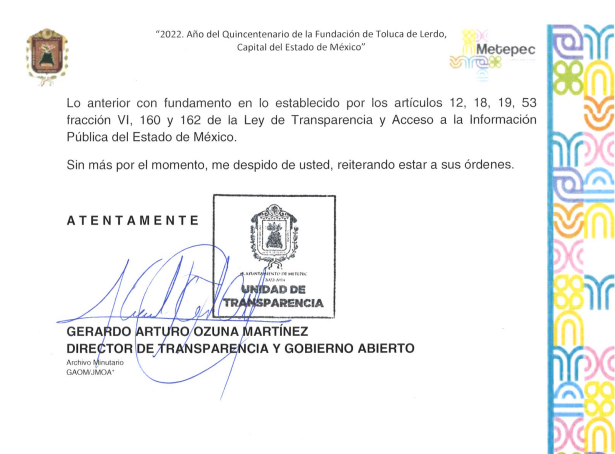 "2022. Año del Quincentenario de la Fundación de Toluca de Lerdo,
Capital del Estado de México"
Metepec
Lo anterior con fundamento en lo establecido por los artículos 12, 18, 19, 53
fracción VI, 160 y 162 de la Ley de Transparencia y Acceso a la Información
Pública del Estado de México.
Sin más por el momento, me despido de usted, reiterando estar a sus órdenes.
ATENTAMENTE
AYUNTAMIENTO DE METEPEC
UNIDAD DE
TRANSPARENCIA
GERARDO ARTURO OZUNA MARTÍNEZ
DIRECTOR DE TRANSPARENCIA Y GOBIERNO ABIERTO
Archivo Minutario
GAOM/JMOA*